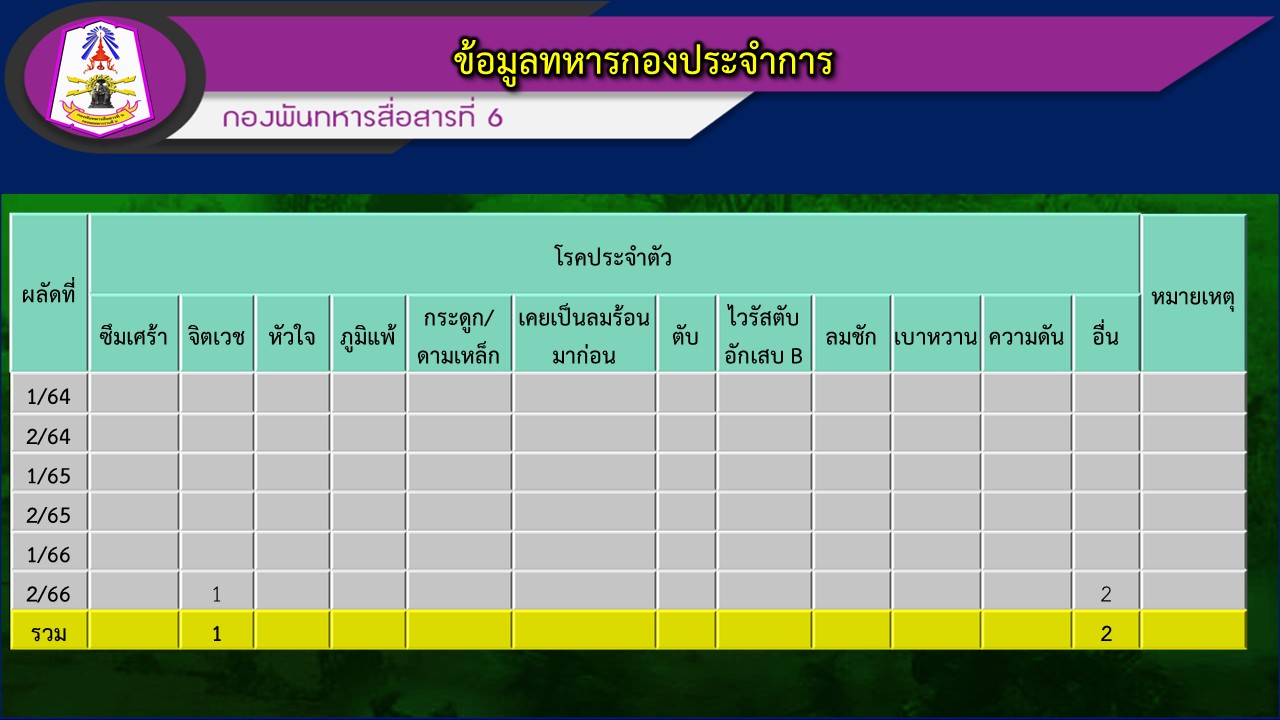 ข้อมูลทหารกองประจำการ
กองพันทหารสื่อสารที่ 6
ผลัดที่
โรคประจำตัว
หมายเหตุ
ซึมเศร้า
จิตเวช
หัวใจ
ภูมิแพ้
กระดูก/
ดามเหล็ก
เคยเป็นลมร้อน
มาก่อน
ตับ
ไวรัสตับ
อักเสบ B
ลมชัก
เบาหวาน
ความดัน
อื่น
1/64
2/64
1/65
2/65
1/66
2/66 1 2
รวม 1 2